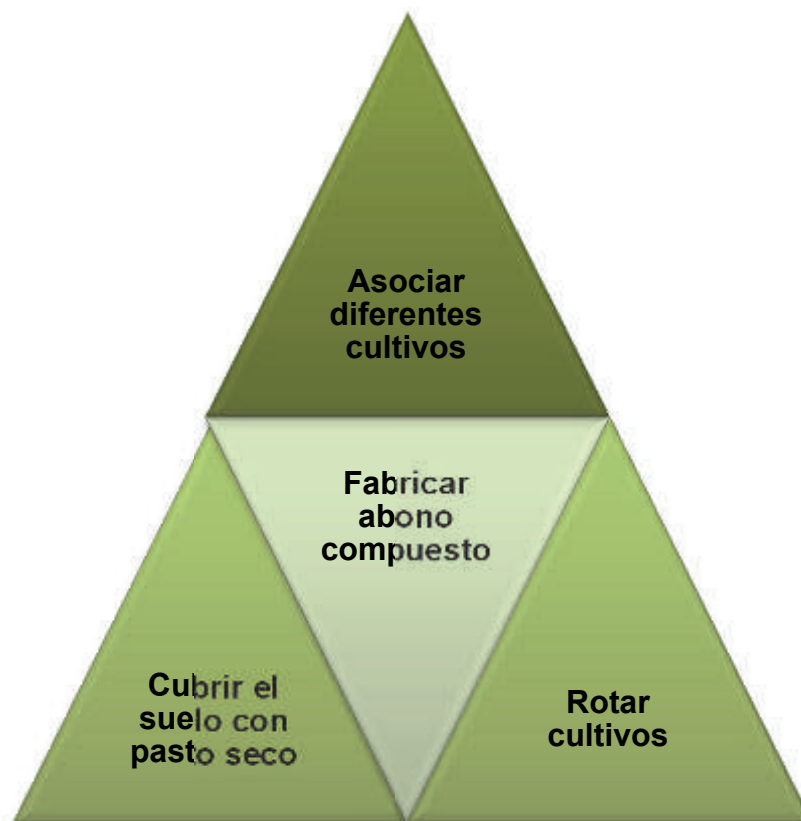 Asociar
diferentes
cultivos
Fabricar
abono
compuesto
Cubrir el
suelo con
pasto seco
Rotar
cultivos